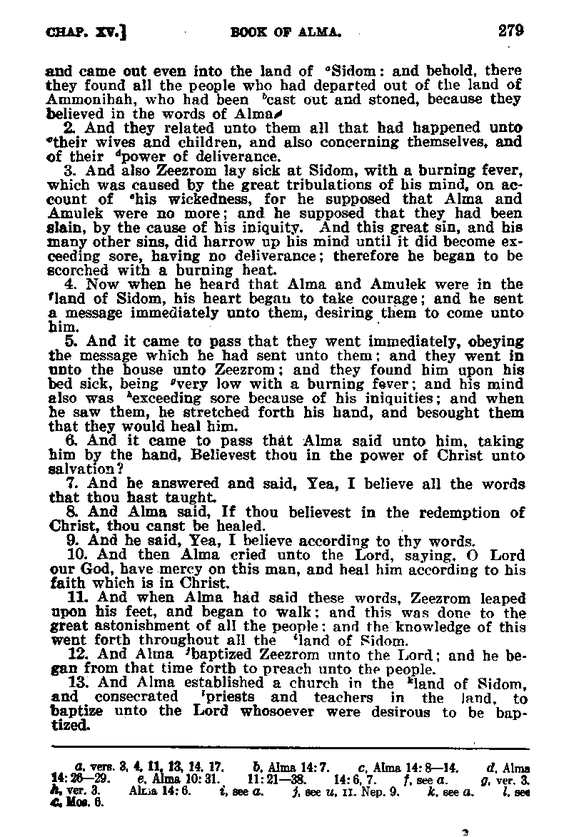 CHAP. XV.] BOOK OF ALMA. 279
and came out even into the land of ᵃSidom: and behold, there
they found all the people who had departed out of the land of
Ammonihah, who had been ᵇcast out and stoned, because they
believed in the words of Alma
2. And they related unto them all that had happened unto
ᶜtheir wives and children, and also concerning themselves, and
of their ᵈpower of deliverance.
3. And also Zeezrom lay sick at Sidom, with a burning fever,
which was caused by the great tribulations of his mind, on ac-
count of ᵉhis wickedness, for he supposed that Alma and
Amulek were no more; and he supposed that they had been
slain, by the cause of his iniquity. And this great sin, and his
many other sins, did harrow up his mind until it did become ex-
ceeding sore, having no deliverance; therefore he began to be
scorched with a burning heat.
4. Now when he heard that Alma and Amulek were in the
ᶠland of Sidom, his heart began to take courage; and he sent
a message immediately unto them, desiring them to come unto
him.
5. And it came to pass that they went immediately, obeying
the message which he had sent unto them; and they went in
unto the house unto Zeezrom; and they found him upon his
bed sick, being ᵍvery low with a burning fever; and his mind
also was ʰexceeding sore because of his iniquities; and when
he saw them, he stretched forth his hand, and besought them
that they would heal him.
6. And it came to pass that Alma said unto him, taking
him by the hand, Believest thou in the power of Christ unto
salvation?
7. And he answered and said, Yea, I believe all the words
that thou hast taught.
8. And Alma said, If thou believest in the redemption of
Christ, thou canst be healed.
9. And he said, Yea, I believe according to thy words.
10. And then Alma cried unto the Lord, saying, O Lord
our God, have mercy on this man, and heal him according to his
faith which is in Christ.
11. And when Alma had said these words, Zeezrom leaped
upon his feet, and began to walk; and this was done to the
great astonishment of all the people; and the knowledge of this
went forth throughout all the ⁱland of Sidom.
12. And Alma ʲbaptized Zeezrom unto the Lord; and he be-
gan from that time forth to preach unto the people.
13. And Alma established a church in the ᵏland of Sidom,
and consecrated ˡpriests and teachers in the land, to
baptize unto the Lord whosoever were desirous to be bap-
tized.
a, vers. 3, 4, 11, 13, 14, 17. b, Alma 14:7. c, Alma 14:8—14. d, Alma
14:26—29. e, Alma 10:31. 11:21—38. 14:6, 7. f, see a. g, ver. 3.
h, ver. 3. Alma 14:6. i, see a. j, see u, II. Nep. 9. k, see a. l, see
c, Mos. 6.